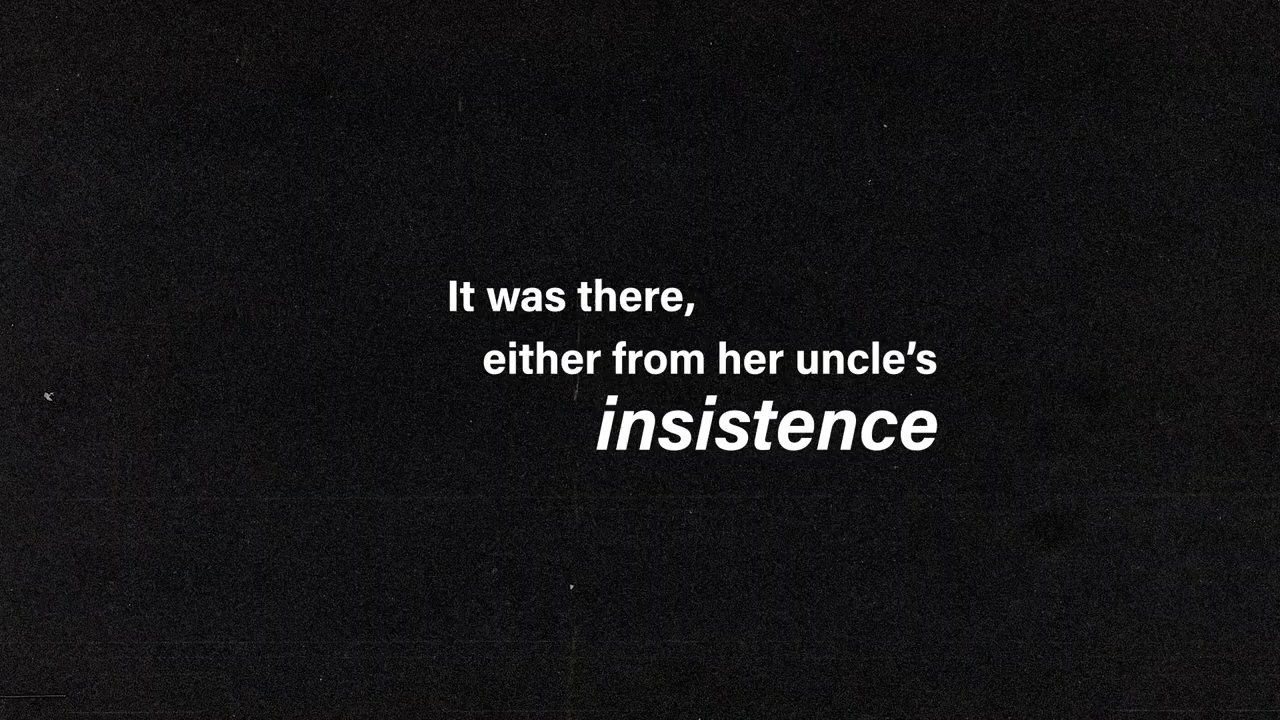 It was there,
either from her uncle’s
insistence